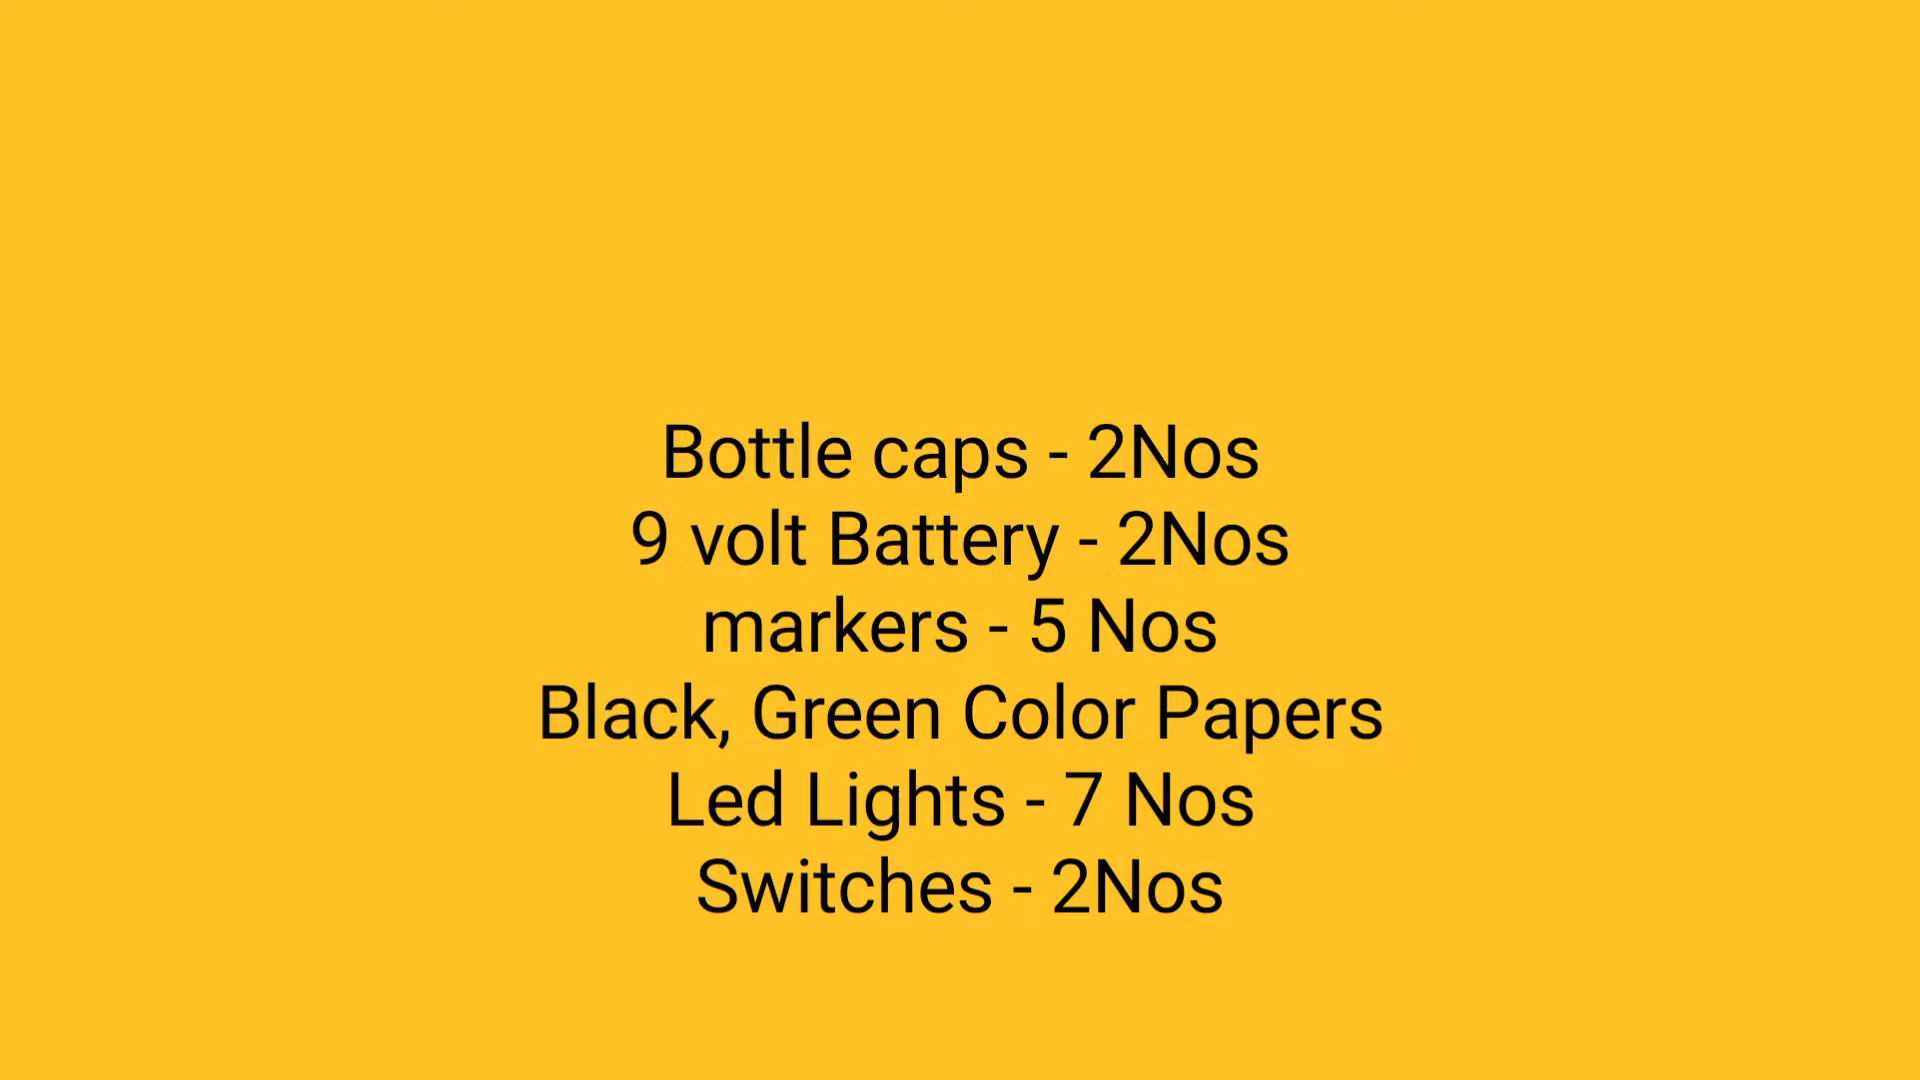 Bottle caps - 2Nos
9 volt Battery - 2Nos
markers - 5 Nos
Black, Green Color Papers
Led Lights - 7 Nos
Switches - 2Nos